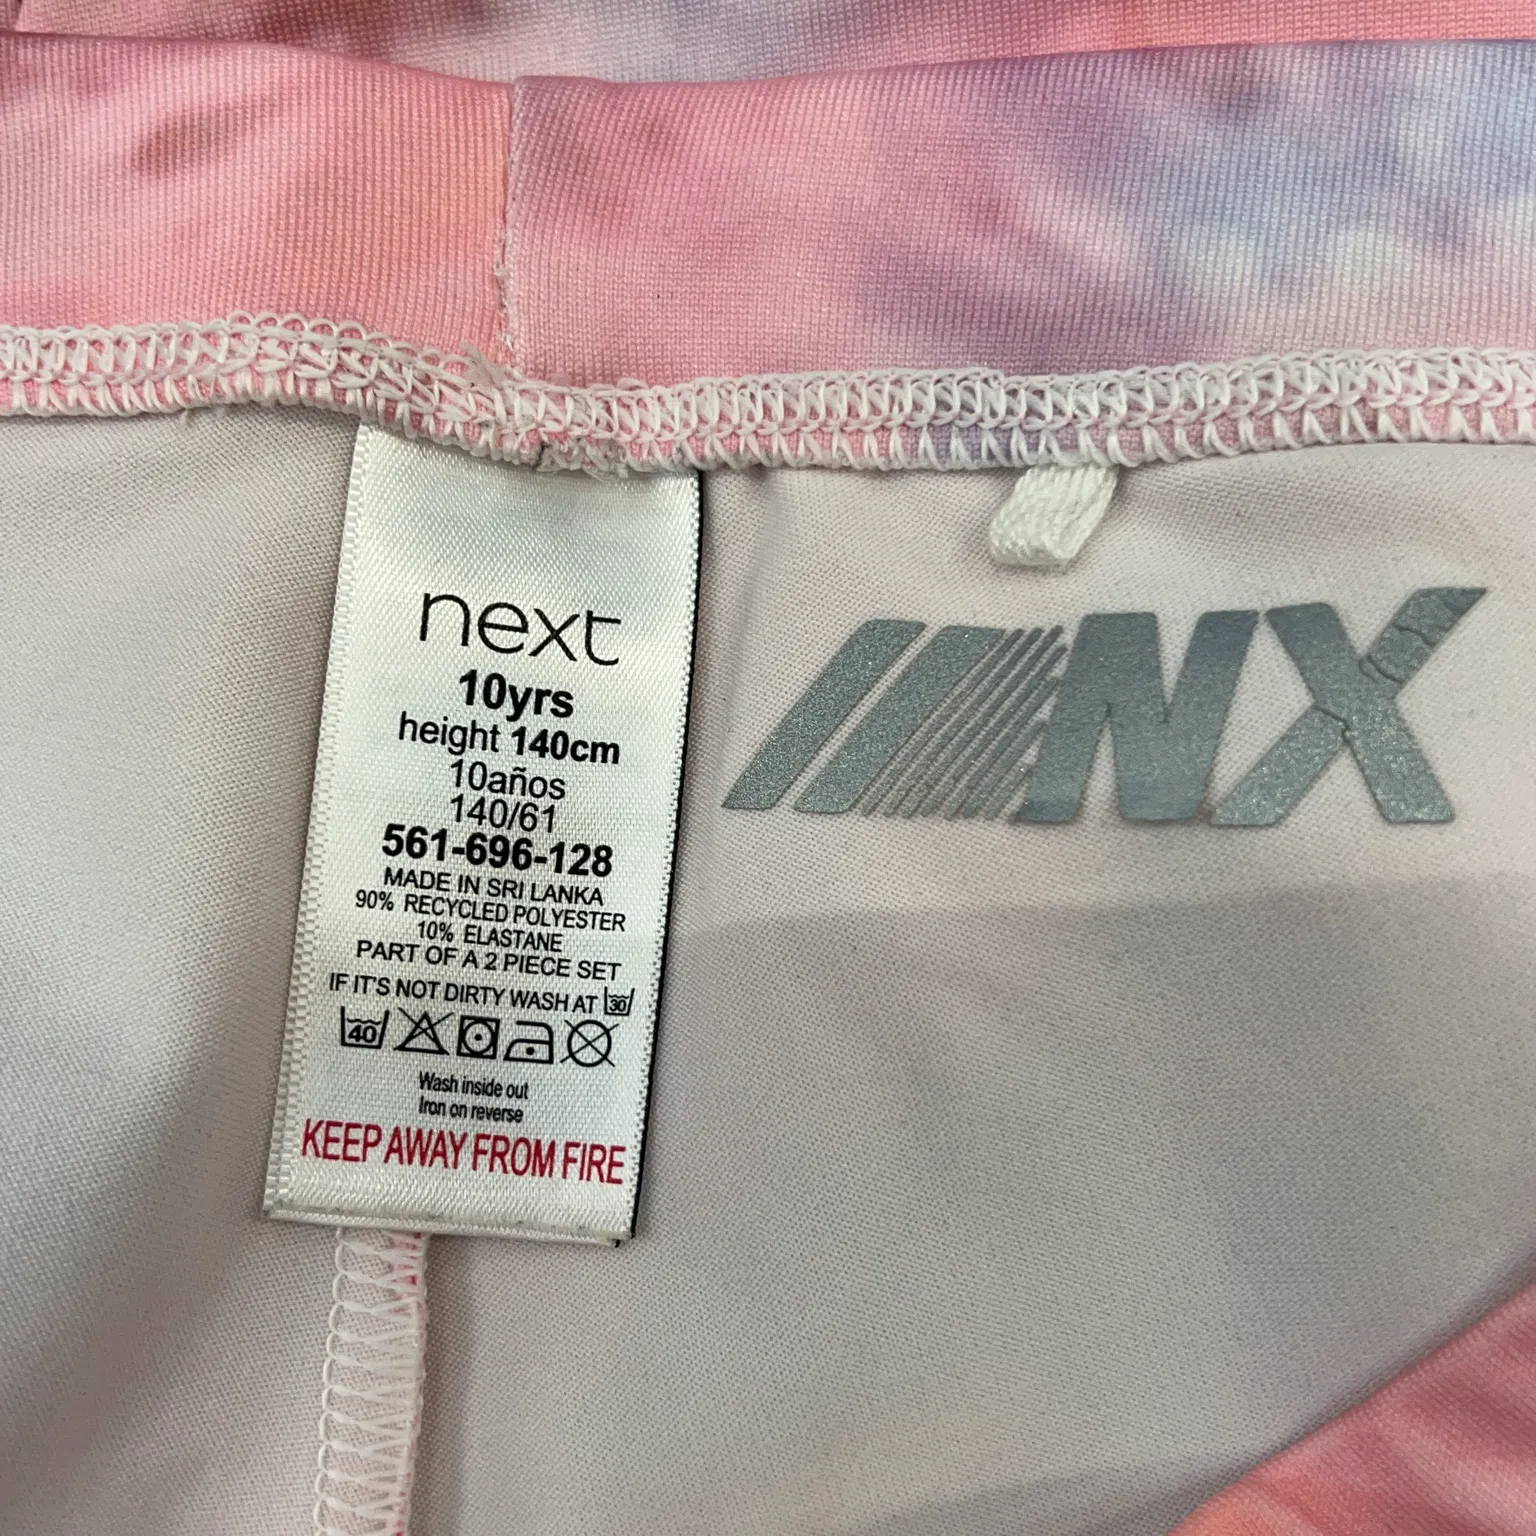 next
10yrs
height 140cm
10años
140/61
561-696-128
MADE IN SRI LANKA
90% RECYCLED POLYESTER
10% ELASTANE
PART OF A 2 PIECE SET
IF IT'S NOT DIRTY WASH AT 30
40
Wash inside out
Iron on reverse
KEEP AWAY FROM FIRE
NX